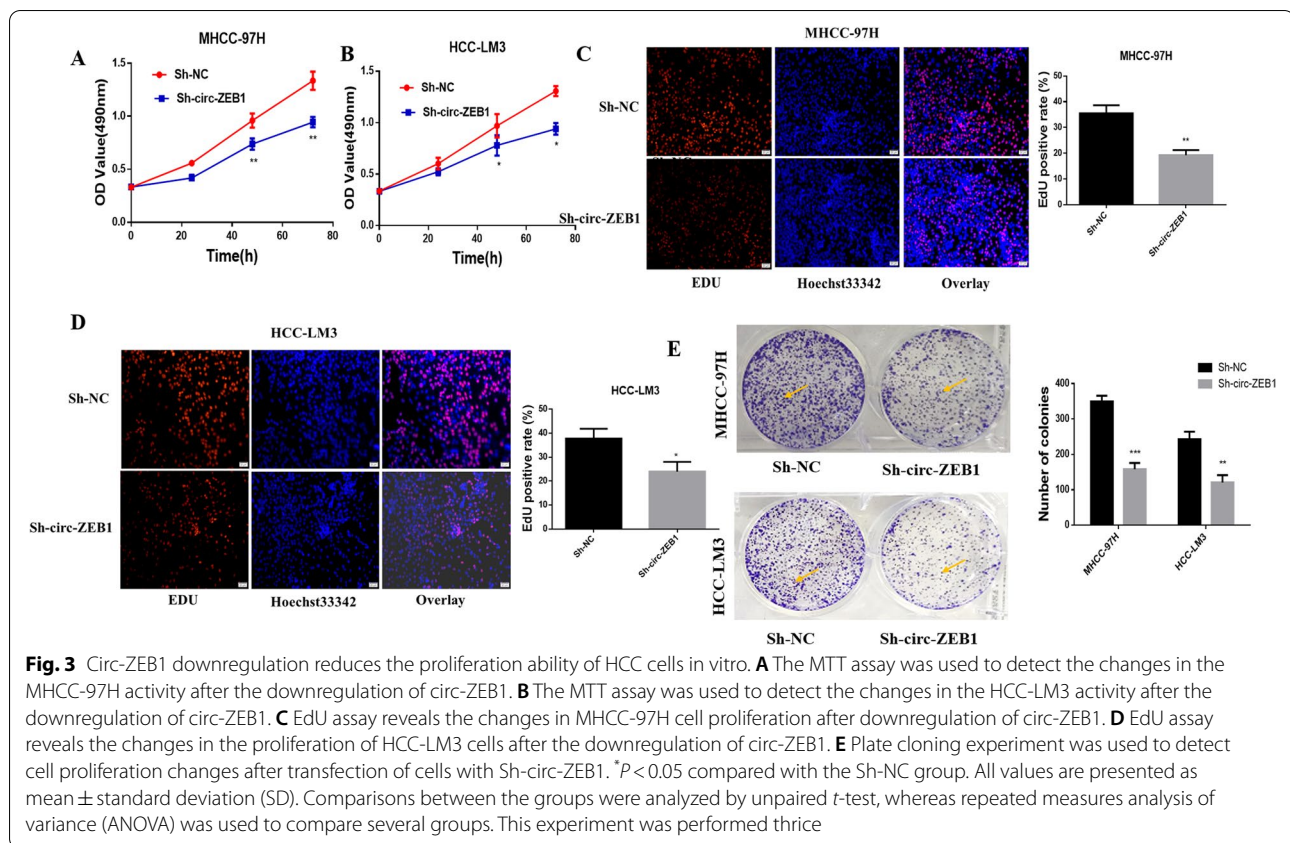 A
MHCC-97H
Sh-NC
Sh-circ-ZEB1
OD Value(490nm)
1.5
1.0
0.5
0.0
0
20
40
60
80
**
**
Time(h)
B
HCC-LM3
Sh-NC
Sh-circ-ZEB1
OD Value(490nm)
1.5
1.0
0.5
0.0
0
20
40
60
80
*
*
Time(h)
C
MHCC-97H
Sh-NC
Sh-circ-ZEB1
EDU
Hoechst33342
Overlay
MHCC-97H
EdU positive rate (%)
50
40
30
20
10
0
**
Sh-NC
Sh-circ-ZEB1
D
HCC-LM3
Sh-NC
Sh-circ-ZEB1
EDU
Hoechst33342
Overlay
HCC-LM3
EdU positive rate (%)
50
40
30
20
10
0
*
Sh-NC
Sh-circ-ZEB1
E
MHCC-97H
Sh-NC
Sh-circ-ZEB1
HCC-LM3
Sh-NC
Sh-circ-ZEB1
Sh-NC
Sh-circ-ZEB1
Nunber of colonies
400
300
200
100
0
***
**
MHCC-97H
HCC-LM3
Fig. 3 Circ-ZEB1 downregulation reduces the proliferation ability of HCC cells in vitro. A The MTT assay was used to detect the changes in the
MHCC-97H activity after the downregulation of circ-ZEB1. B The MTT assay was used to detect the changes in the HCC-LM3 activity after the
downregulation of circ-ZEB1. C EdU assay reveals the changes in MHCC-97H cell proliferation after downregulation of circ-ZEB1. D EdU assay
reveals the changes in the proliferation of HCC-LM3 cells after the downregulation of circ-ZEB1. E Plate cloning experiment was used to detect
cell proliferation changes after transfection of cells with Sh-circ-ZEB1. *P < 0.05 compared with the Sh-NC group. All values are presented as
mean ± standard deviation (SD). Comparisons between the groups were analyzed by unpaired t-test, whereas repeated measures analysis of
variance (ANOVA) was used to compare several groups. This experiment was performed thrice